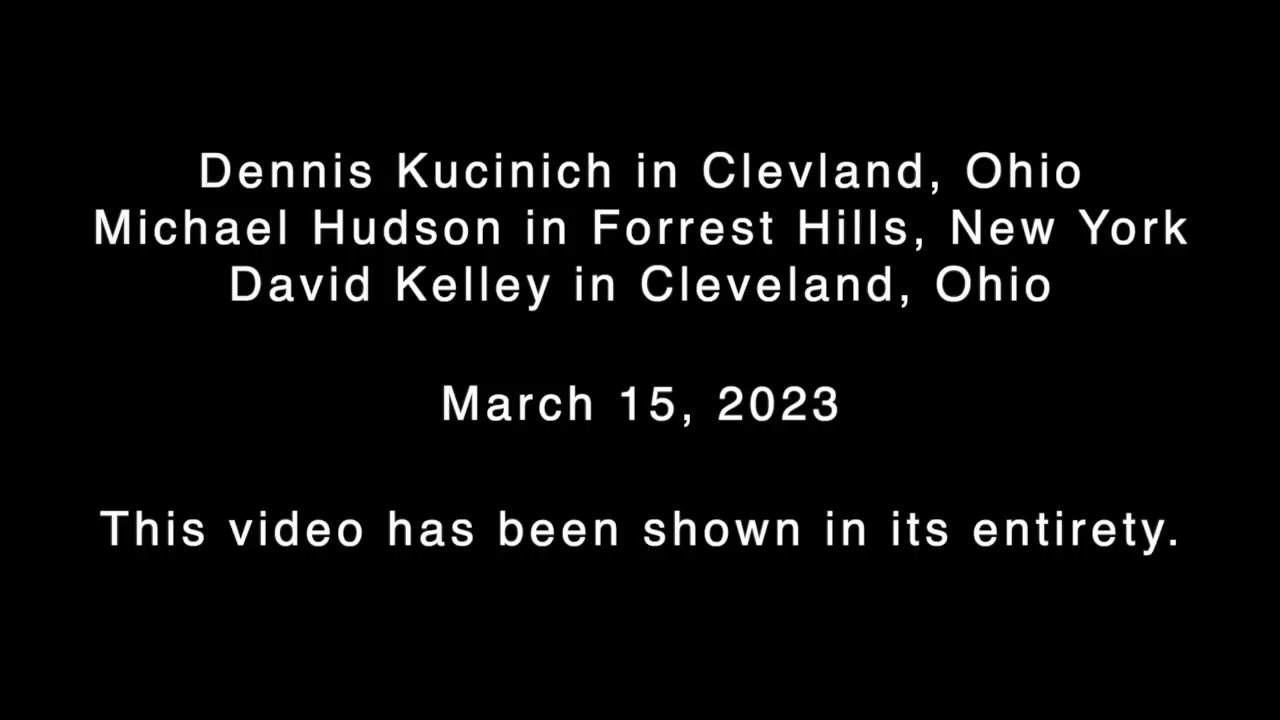 Dennis Kucinich in Clevland, Ohio
Michael Hudson in Forrest Hills, New York
David Kelley in Cleveland, Ohio
March 15, 2023
This video has been shown in its entirety.